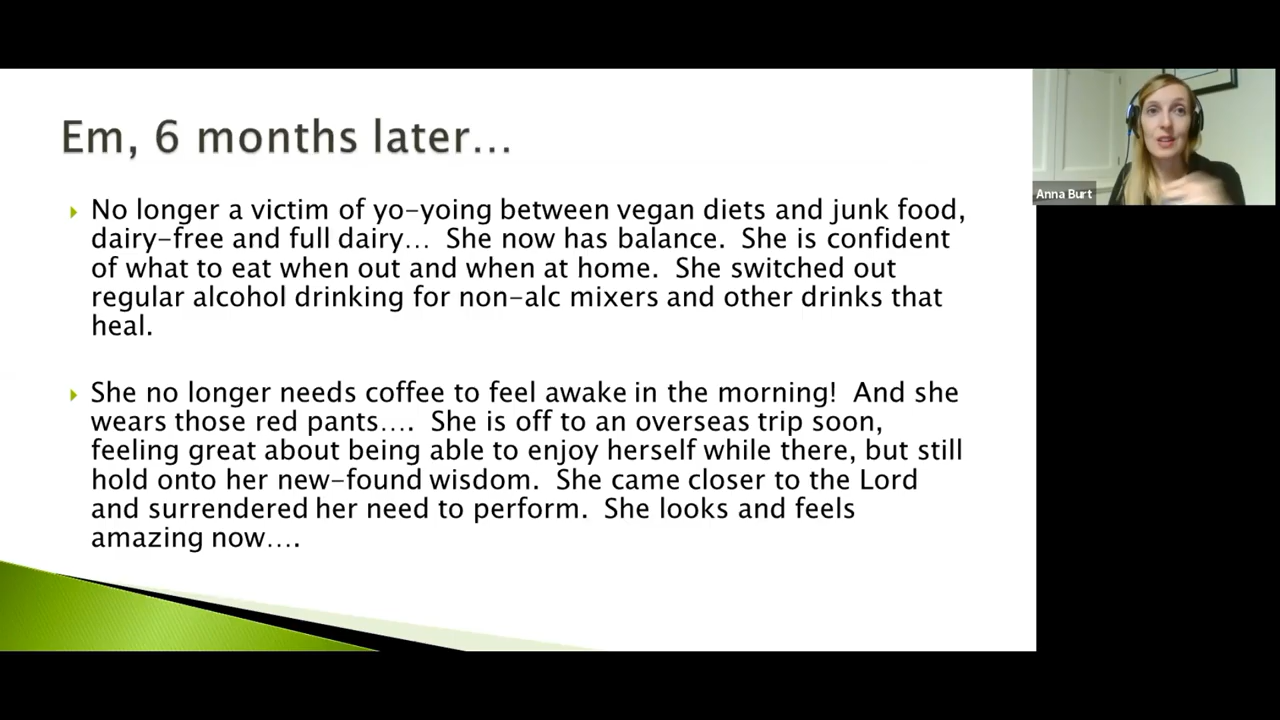 Em, 6 months later...
No longer a victim of yo-yoing between vegan diets and junk food,
dairy-free and full dairy... She now has balance. She is confident
of what to eat when out and when at home. She switched out
regular alcohol drinking for non-alc mixers and other drinks that
heal.
She no longer needs coffee to feel awake in the morning! And she
wears those red pants.... She is off to an overseas trip soon,
feeling great about being able to enjoy herself while there, but still
hold onto her new-found wisdom. She came closer to the Lord
and surrendered her need to perform. She looks and feels
amazing now....
Anna Burt